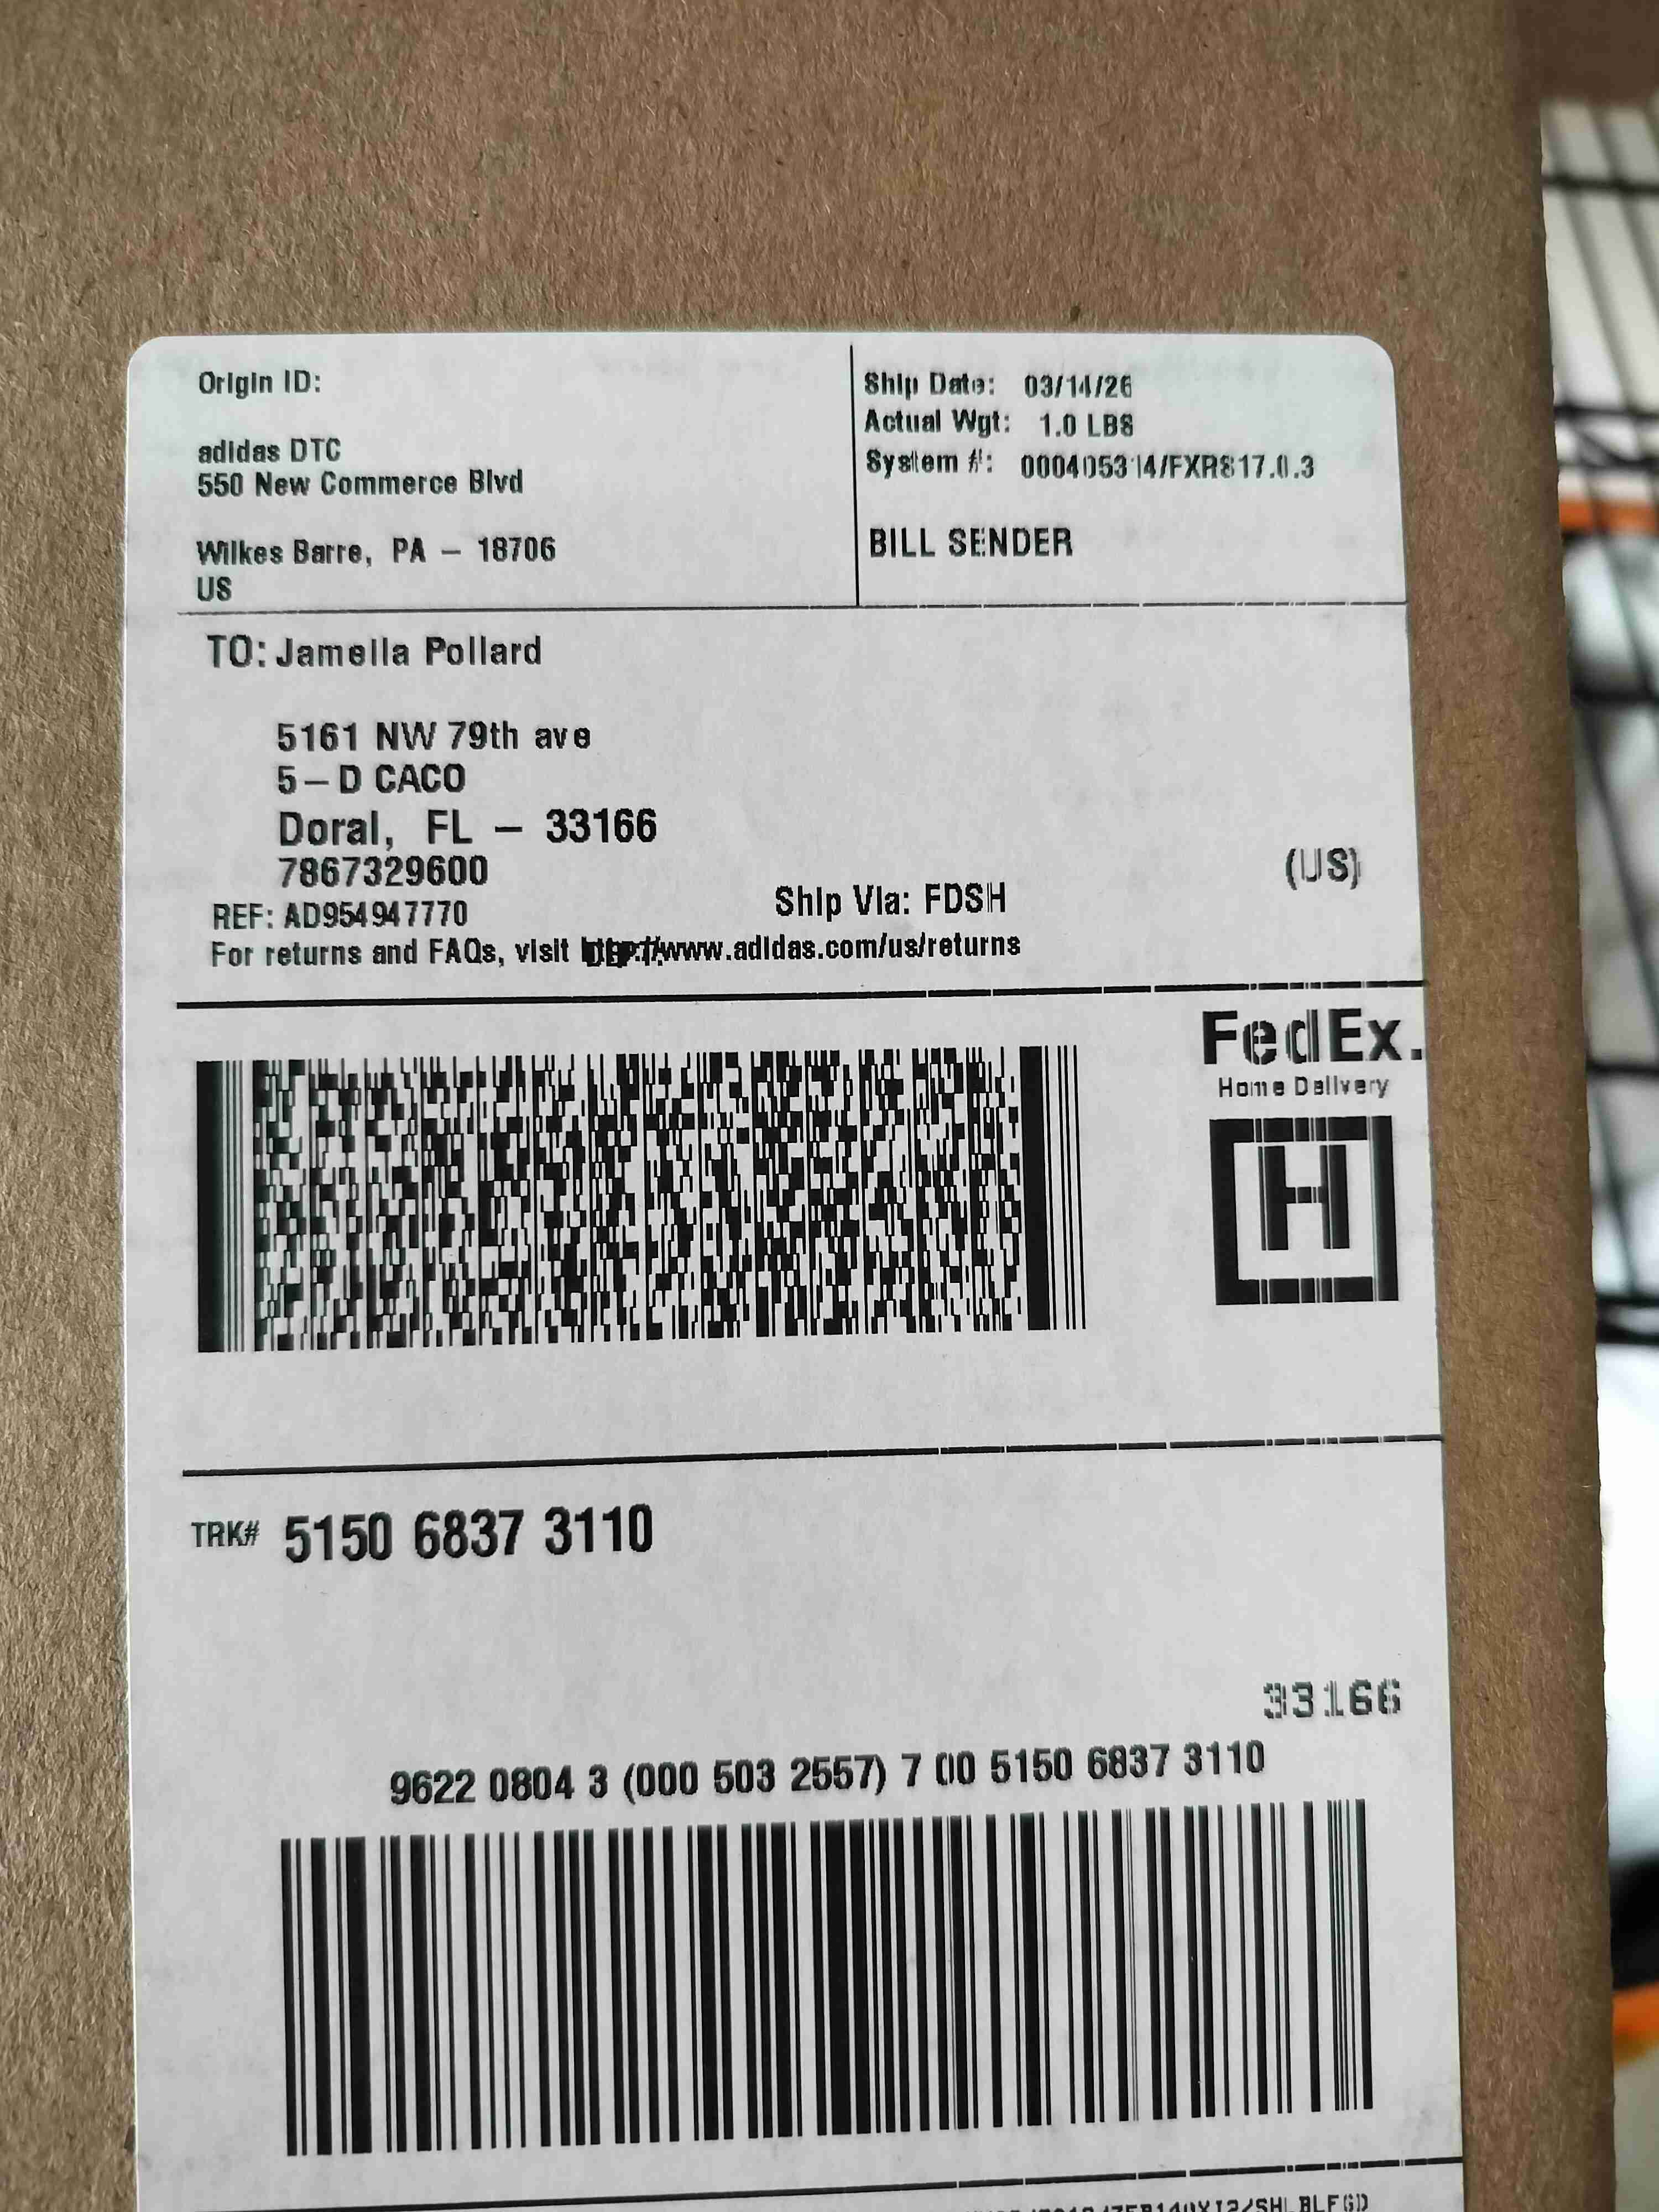 Origin ID:
adidas DTC
550 New Commerce Blvd
Wilkes Barre, PA – 18706
US
Ship Date: 03/14/26
Actual Wgt: 1.0 LBS
System #: 000405314/FXR817.0.3
BILL SENDER
TO: Jamella Pollard
5161 NW 79th ave
5– D CACO
Doral, FL – 33166
7867329600
(US)
REF: AD954947770
Ship Via: FDSH
For returns and FAQs, visit http://www.adidas.com/us/returns
FedEx.
Home Delivery
H
TRK# 5150 6837 3110
33166
9622 0804 3 (000 503 2557) 7 00 5150 6837 3110